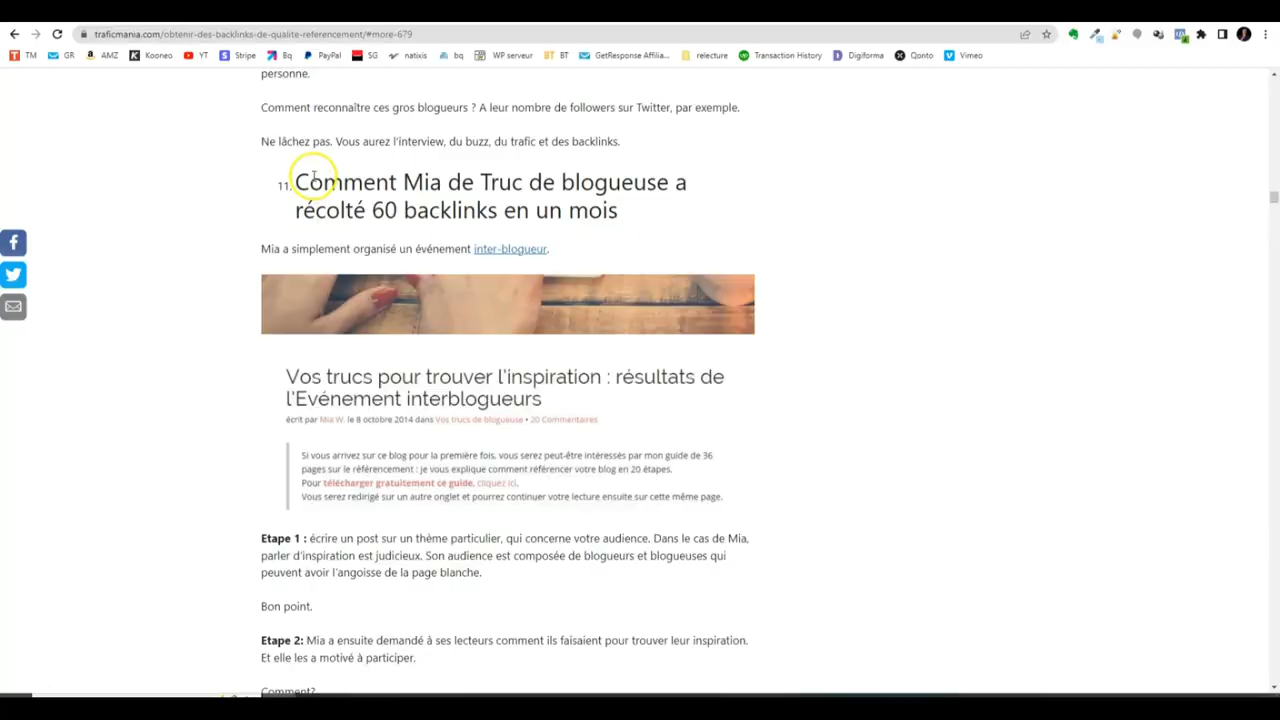 traficmania.com/obtenir-des-backlinks-de-qualite-referencement/#more-679
TM GR AMZ Kooneo YT Stripe Bq PayPal SG natixis bq WP serveur BT GetResponse Affilia... relecture Transaction History Digiforma Qonto Vimeo
personne.
Comment reconnaître ces gros blogueurs ? A leur nombre de followers sur Twitter, par exemple.
Ne lâchez pas. Vous aurez l'interview, du buzz, du trafic et des backlinks.
11. Comment Mia de Truc de blogueuse a
récolté 60 backlinks en un mois
Mia a simplement organisé un événement inter-blogueur.
Vos trucs pour trouver l'inspiration : résultats de
l'Evénement interblogueurs
écrit par Mia W. le 8 octobre 2014 dans Vos trucs de blogueuse • 20 Commentaires
Si vous arrivez sur ce blog pour la première fois, vous serez peut-être intéressés par mon guide de 36
pages sur le référencement : je vous explique comment référencer votre blog en 20 étapes.
Pour télécharger gratuitement ce guide, cliquez ici.
Vous serez redirigé sur un autre onglet et pourrez continuer votre lecture ensuite sur cette même page.
Etape 1 : écrire un post sur un thème particulier, qui concerne votre audience. Dans le cas de Mia,
parler d'inspiration est judicieux. Son audience est composée de blogueurs et blogueuses qui
peuvent avoir l'angoisse de la page blanche.
Bon point.
Etape 2: Mia a ensuite demandé à ses lecteurs comment ils faisaient pour trouver leur inspiration.
Et elle les a motivé à participer.
Comment?